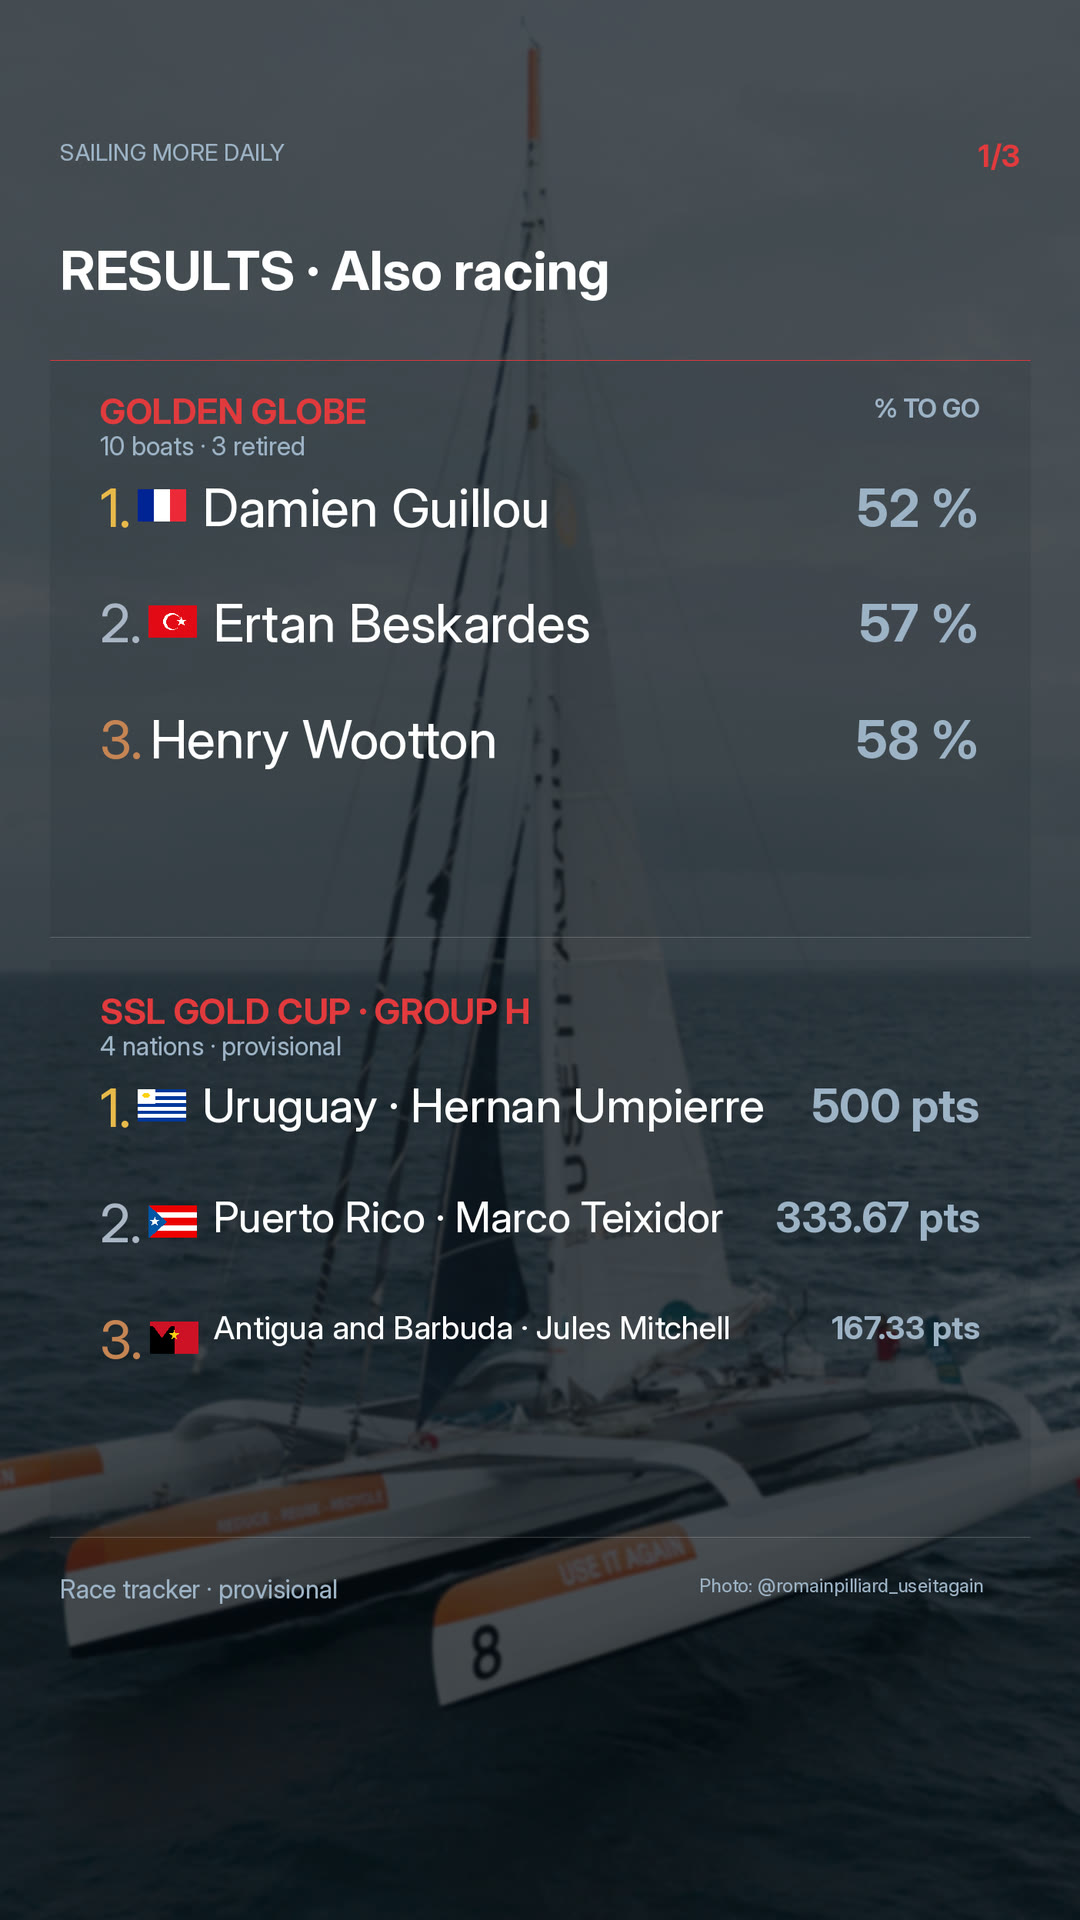 SAILING MORE DAILY
1/3
RESULTS · Also racing
GOLDEN GLOBE
% TO GO
10 boats · 3 retired
1. Damien Guillou 52 %
2. Ertan Beskardes 57 %
3. Henry Wootton 58 %
SSL GOLD CUP · GROUP H
4 nations · provisional
1. Uruguay · Hernan Umpierre 500 pts
2. Puerto Rico · Marco Teixidor 333.67 pts
3. Antigua and Barbuda · Jules Mitchell 167.33 pts
REDUCE · REUSE · RECYCLE
USE IT AGAIN
Race tracker · provisional
Photo: @romainpilliard_useitagain
8